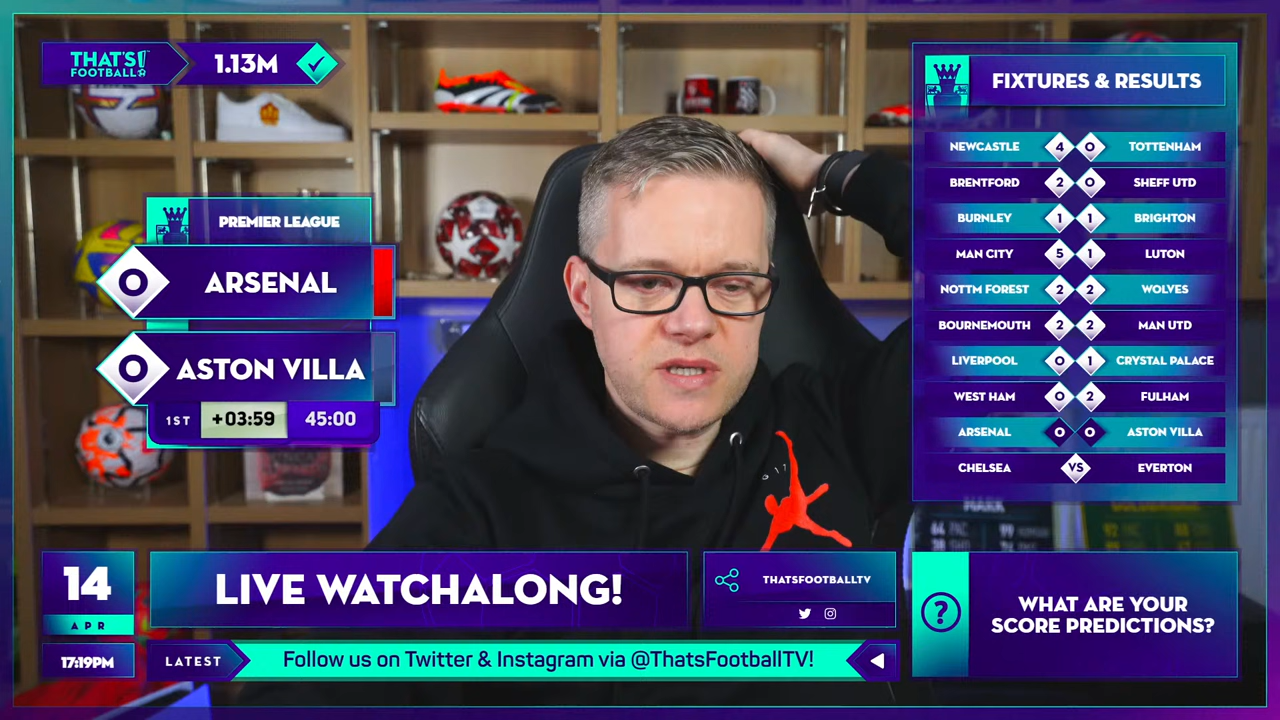 THAT'S!
FOOTBALL
1.13M
PREMIER LEAGUE
0 ARSENAL
0 ASTON VILLA
1ST +03:59 45:00
FIXTURES & RESULTS
NEWCASTLE 4 0 TOTTENHAM
BRENTFORD 2 0 SHEFF UTD
BURNLEY 1 1 BRIGHTON
MAN CITY 5 1 LUTON
NOTTM FOREST 2 2 WOLVES
BOURNEMOUTH 2 2 MAN UTD
LIVERPOOL 0 1 CRYSTAL PALACE
WEST HAM 0 2 FULHAM
ARSENAL 0 0 ASTON VILLA
CHELSEA VS EVERTON
MARK
14
APR
17:19PM
LIVE WATCHALONG!
THATSFOOTBALLTV
LATEST
Follow us on Twitter & Instagram via @ThatsFootballTV!
?
WHAT ARE YOUR
SCORE PREDICTIONS?